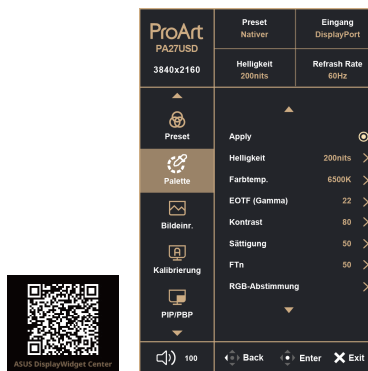 ProArt
PA27USD
3840x2160
Preset
Nativer
Eingang
DisplayPort
Helligkeit
200nits
Refrash Rate
60Hz
Preset
Palette
Bildeinr.
Kalibrierung
PIP/PBP
Apply
Helligkeit 200nits
Farbtemp. 6500K
EOTF (Gamma) 22
Kontrast 80
Sättigung 50
FTn 50
RGB-Abstimmung
100
Back Enter Exit
ASUS DisplayWidget Center